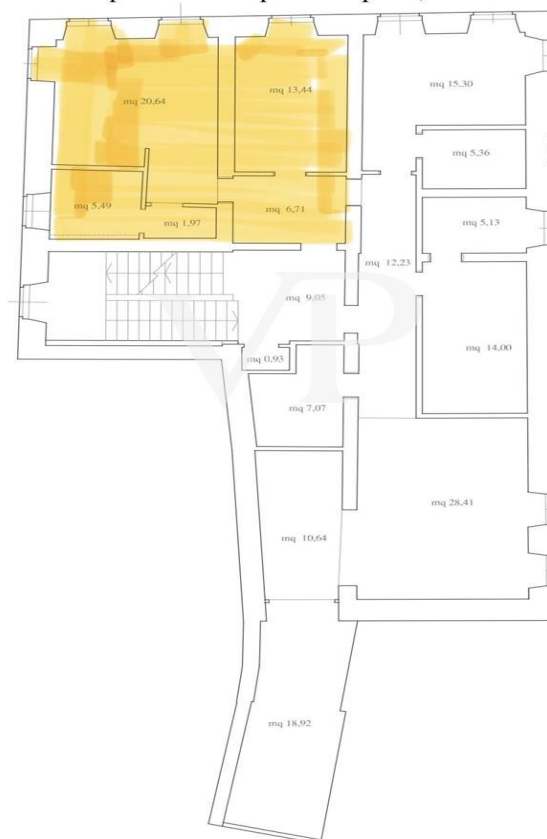 mq 15,30
mq 20,64
mq 13,44
mq 5,36
mq 5,49
mq 6,71
mq 1,97
mq 5,13
mq 12,23
mq 9,05
mq 14,00
mq 0,93
mq 7,07
mq 28,41
mq 10,64
mq 18,92
VP